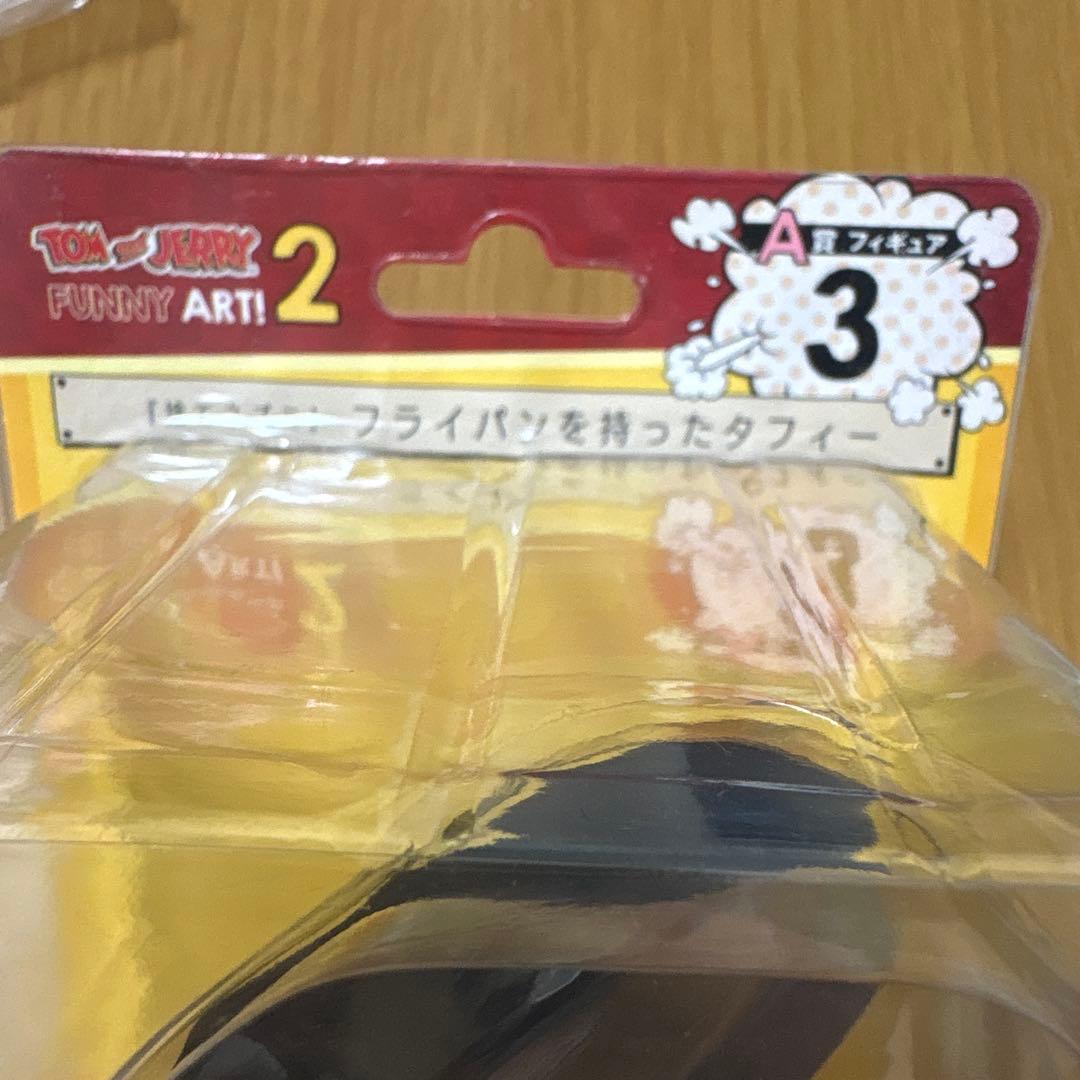 TOM and JERRY
FUNNY ART! 2
A賞 フィギュア
3
フライパンを持ったタフィー